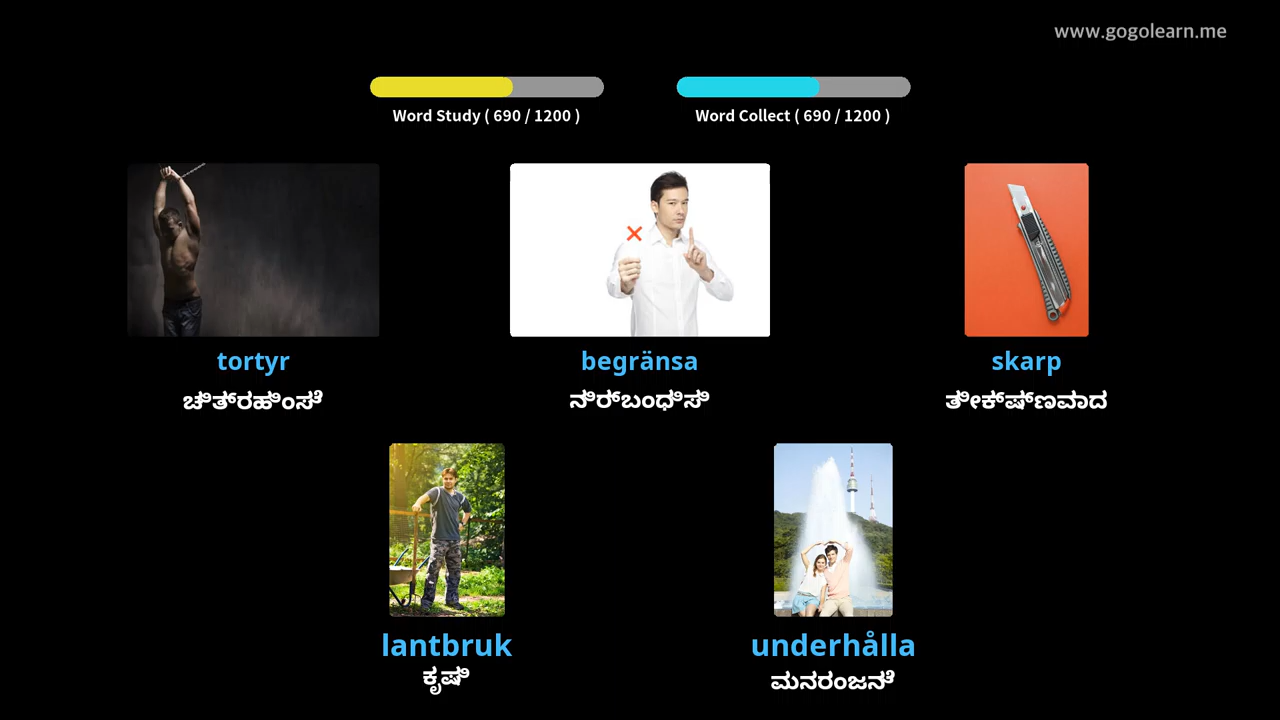 www.gogolearn.me
Word Study ( 690 / 1200 )
Word Collect ( 690 / 1200 )
tortyr
begränsa
skarp
ಚಿತ್ರಹಿಂಸೆ
ನಿರ್ಬಂಧಿಸಿ
ತೀಕ್ಷ್ಣವಾದ
lantbruk
underhålla
ಕೃಷಿ
ಮನರಂಜನೆ